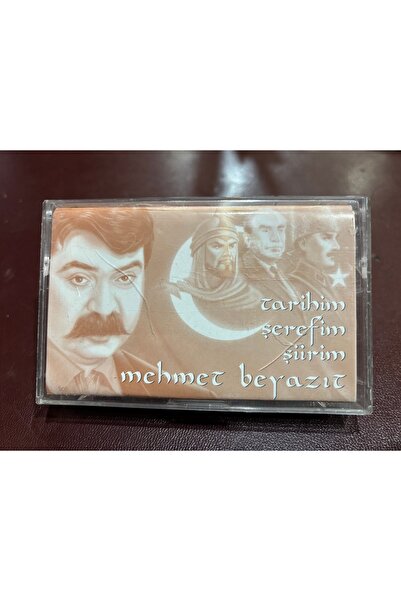 tarihim
şerefim
şiirim
mehmet beyazıt